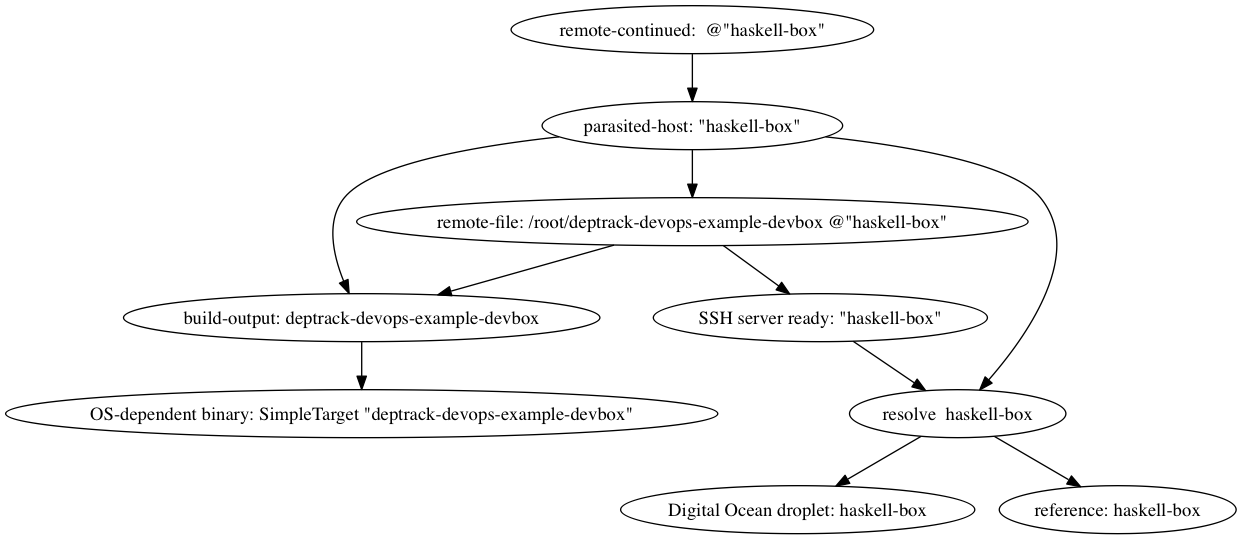 remote-continued:  @"haskell-box"
parasited-host: "haskell-box"
remote-file: /root/deptrack-devops-example-devbox @"haskell-box"
build-output: deptrack-devops-example-devbox
SSH server ready: "haskell-box"
OS-dependent binary: SimpleTarget "deptrack-devops-example-devbox"
resolve  haskell-box
Digital Ocean droplet: haskell-box
reference: haskell-box